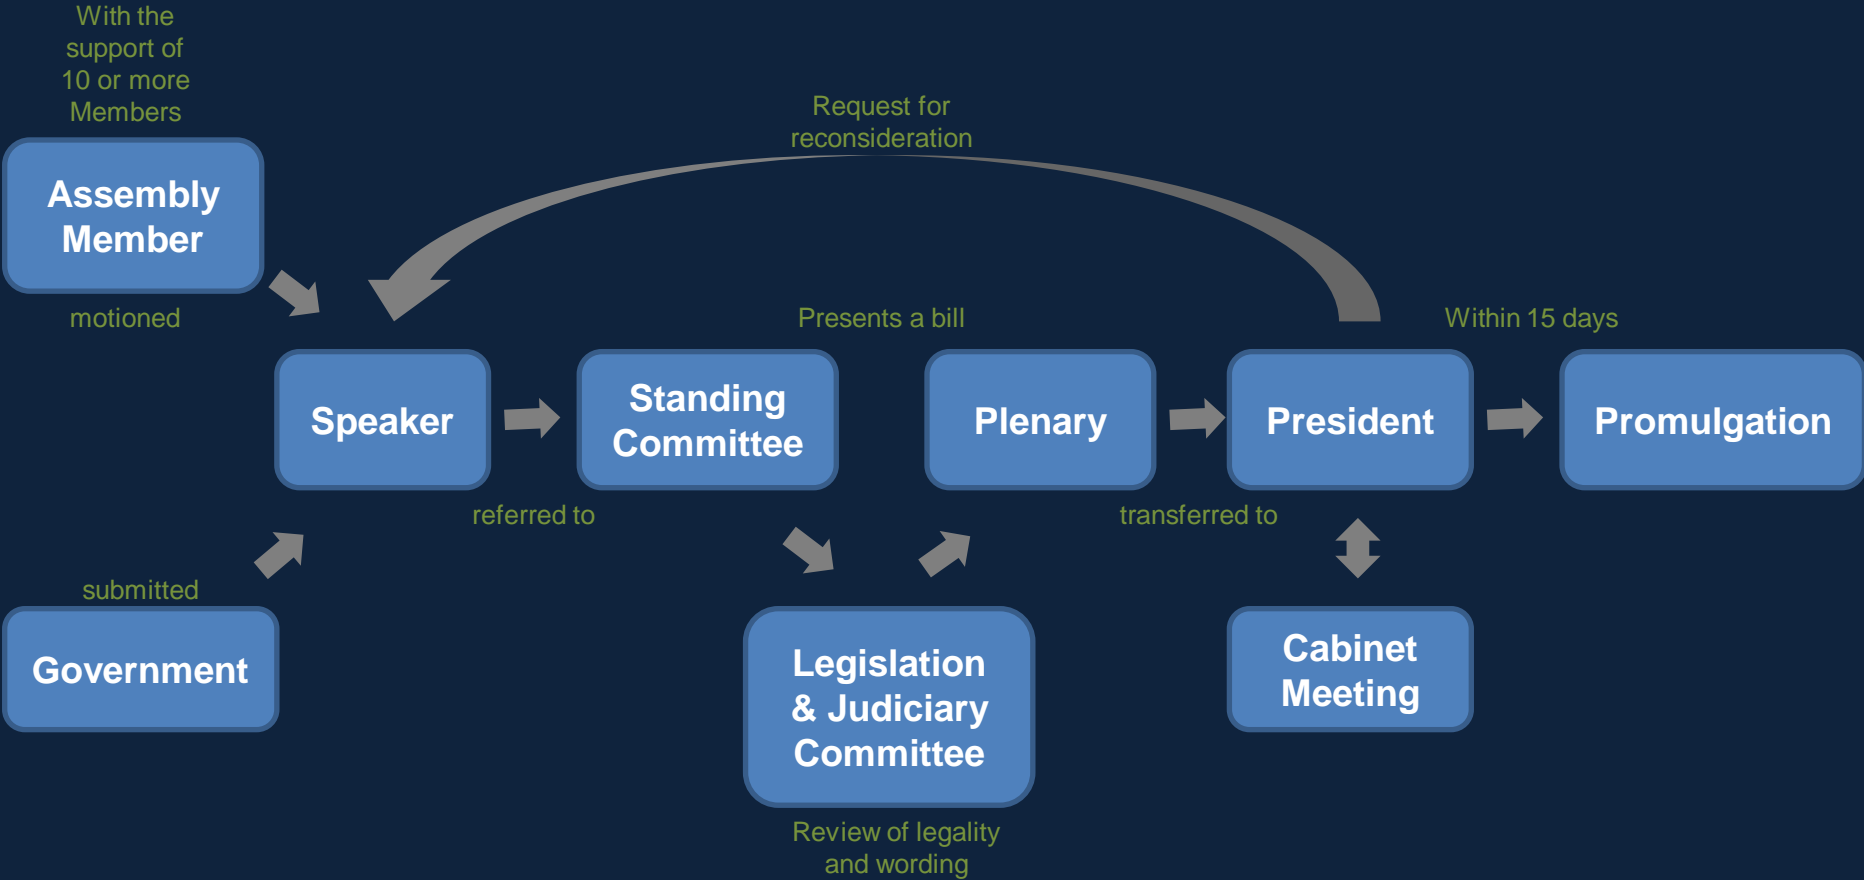 With the
support of
10 or more
Members
Assembly
Member
motioned
Request for
reconsideration
Presents a bill
Within 15 days
Speaker
Standing
Committee
Plenary
President
Promulgation
referred to
transferred to
submitted
Government
Legislation
& Judiciary
Committee
Review of legality
and wording
Cabinet
Meeting